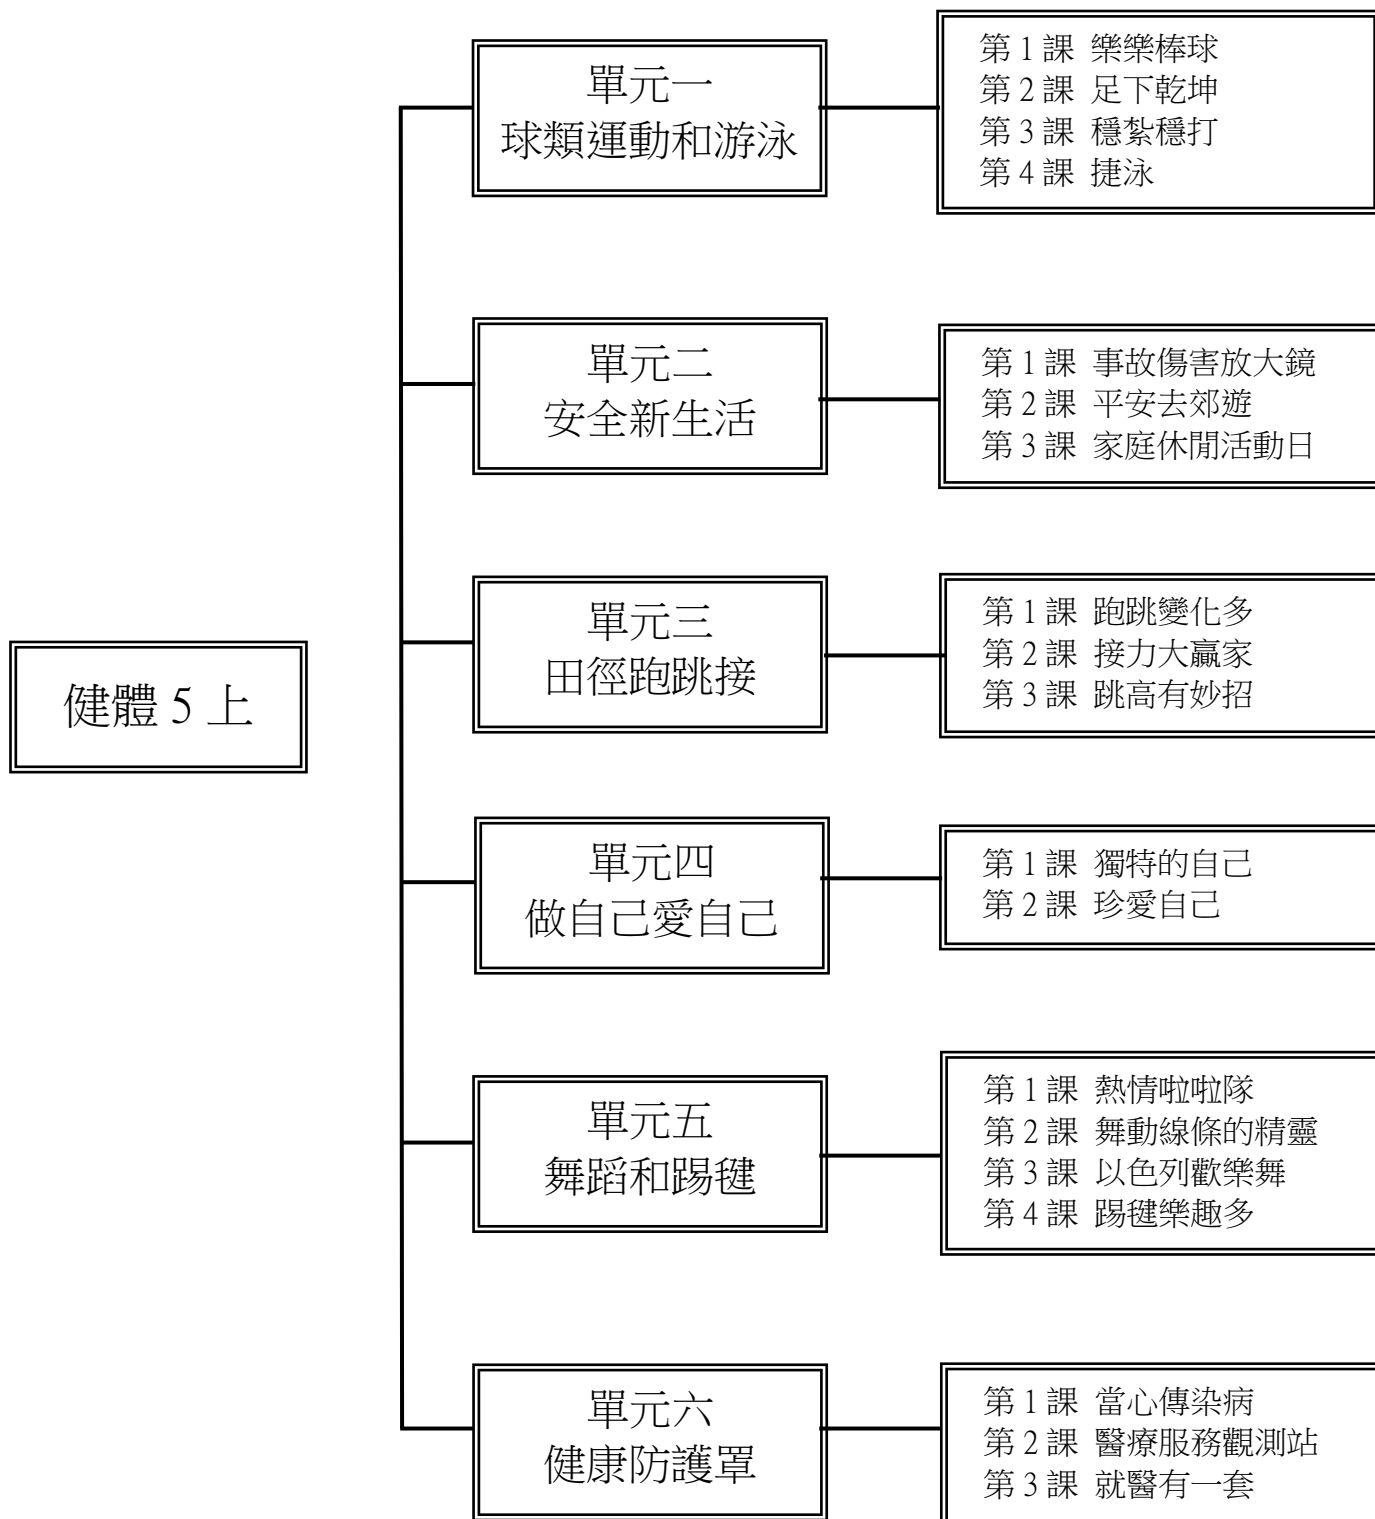 健體 5 上
單元一
球類運動和游泳
第 1 課 樂樂棒球
第 2 課 足下乾坤
第 3 課 穩紮穩打
第 4 課 捷泳
單元二
安全新生活
第 1 課 事故傷害放大鏡
第 2 課 平安去郊遊
第 3 課 家庭休閒活動日
單元三
田徑跑跳接
第 1 課 跑跳變化多
第 2 課 接力大贏家
第 3 課 跳高有妙招
單元四
做自己愛自己
第 1 課 獨特的自己
第 2 課 珍愛自己
單元五
舞蹈和踢毽
第 1 課 熱情啦啦隊
第 2 課 舞動線條的精靈
第 3 課 以色列歡樂舞
第 4 課 踢毽樂趣多
單元六
健康防護罩
第 1 課 當心傳染病
第 2 課 醫療服務觀測站
第 3 課 就醫有一套